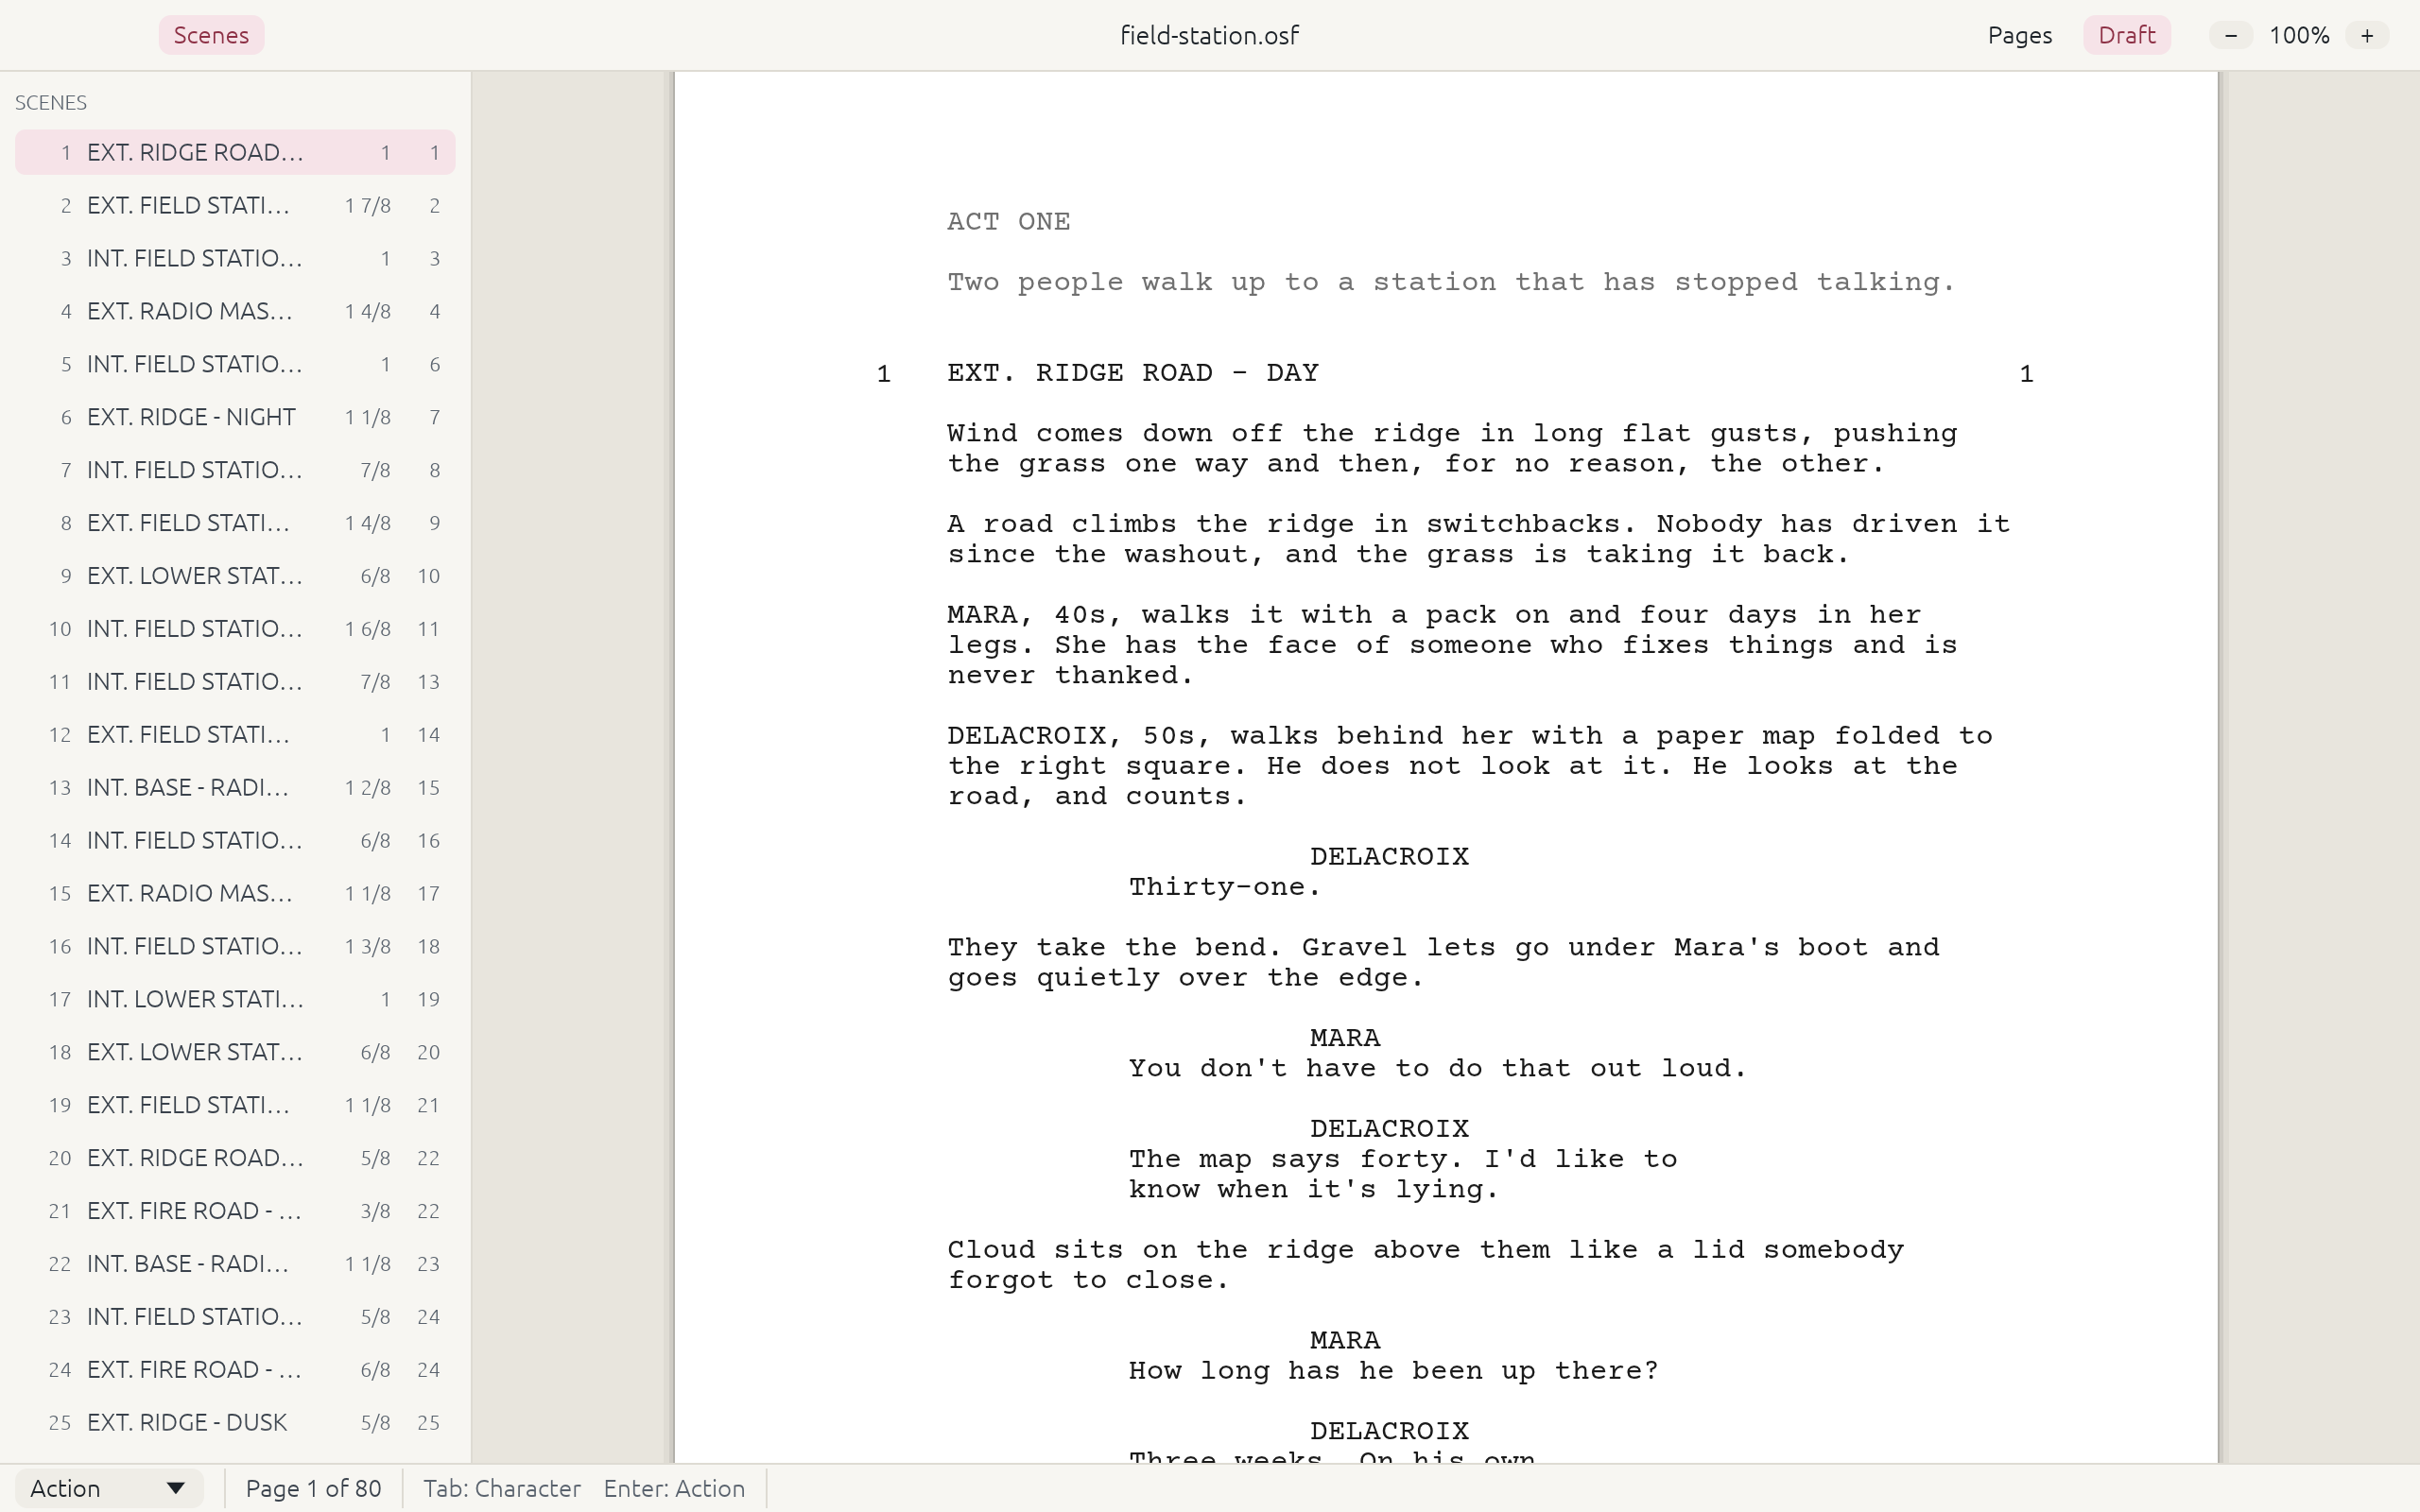 Scenes
field-station.osf
Pages Draft − 100% +
SCENES
1 EXT. RIDGE ROAD… 1 1
2 EXT. FIELD STATI… 1 7/8 2
3 INT. FIELD STATIO… 1 3
4 EXT. RADIO MAS… 1 4/8 4
5 INT. FIELD STATIO… 1 6
6 EXT. RIDGE - NIGHT 1 1/8 7
7 INT. FIELD STATIO… 7/8 8
8 EXT. FIELD STATI… 1 4/8 9
9 EXT. LOWER STAT… 6/8 10
10 INT. FIELD STATIO… 1 6/8 11
11 INT. FIELD STATIO… 7/8 13
12 EXT. FIELD STATI… 1 14
13 INT. BASE - RADI… 1 2/8 15
14 INT. FIELD STATIO… 6/8 16
15 EXT. RADIO MAS… 1 1/8 17
16 INT. FIELD STATIO… 1 3/8 18
17 INT. LOWER STATI… 1 19
18 EXT. LOWER STAT… 6/8 20
19 EXT. FIELD STATI… 1 1/8 21
20 EXT. RIDGE ROAD… 5/8 22
21 EXT. FIRE ROAD - … 3/8 22
22 INT. BASE - RADI… 1 1/8 23
23 INT. FIELD STATIO… 5/8 24
24 EXT. FIRE ROAD - … 6/8 24
25 EXT. RIDGE - DUSK 5/8 25
ACT ONE
Two people walk up to a station that has stopped talking.
1 EXT. RIDGE ROAD - DAY 1
Wind comes down off the ridge in long flat gusts, pushing
the grass one way and then, for no reason, the other.
A road climbs the ridge in switchbacks. Nobody has driven it
since the washout, and the grass is taking it back.
MARA, 40s, walks it with a pack on and four days in her
legs. She has the face of someone who fixes things and is
never thanked.
DELACROIX, 50s, walks behind her with a paper map folded to
the right square. He does not look at it. He looks at the
road, and counts.
DELACROIX
Thirty-one.
They take the bend. Gravel lets go under Mara's boot and
goes quietly over the edge.
MARA
You don't have to do that out loud.
DELACROIX
The map says forty. I'd like to
know when it's lying.
Cloud sits on the ridge above them like a lid somebody
forgot to close.
MARA
How long has he been up there?
DELACROIX
Three weeks. On his own
Action
Page 1 of 80
Tab: Character Enter: Action